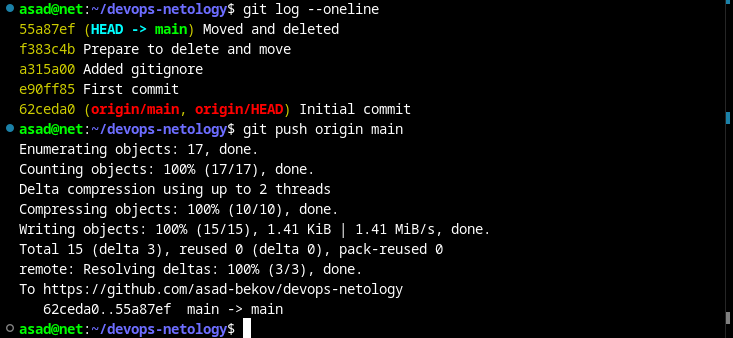 asad@net:~/devops-netology$ git log --oneline
55a87ef (HEAD -> main) Moved and deleted
f383c4b Prepare to delete and move
a315a00 Added gitignore
e90ff85 First commit
62ceda0 (origin/main, origin/HEAD) Initial commit
asad@net:~/devops-netology$ git push origin main
Enumerating objects: 17, done.
Counting objects: 100% (17/17), done.
Delta compression using up to 2 threads
Compressing objects: 100% (10/10), done.
Writing objects: 100% (15/15), 1.41 KiB | 1.41 MiB/s, done.
Total 15 (delta 3), reused 0 (delta 0), pack-reused 0
remote: Resolving deltas: 100% (3/3), done.
To https://github.com/asad-bekov/devops-netology
   62ceda0..55a87ef  main -> main
asad@net:~/devops-netology$